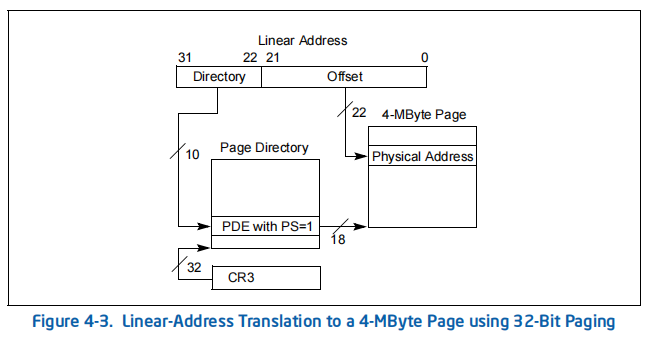 Linear Address
31 22 21 0
Directory Offset
22 4-MByte Page
10 Page Directory Physical Address
PDE with PS=1 18
32 CR3
Figure 4-3. Linear-Address Translation to a 4-MByte Page using 32-Bit Paging